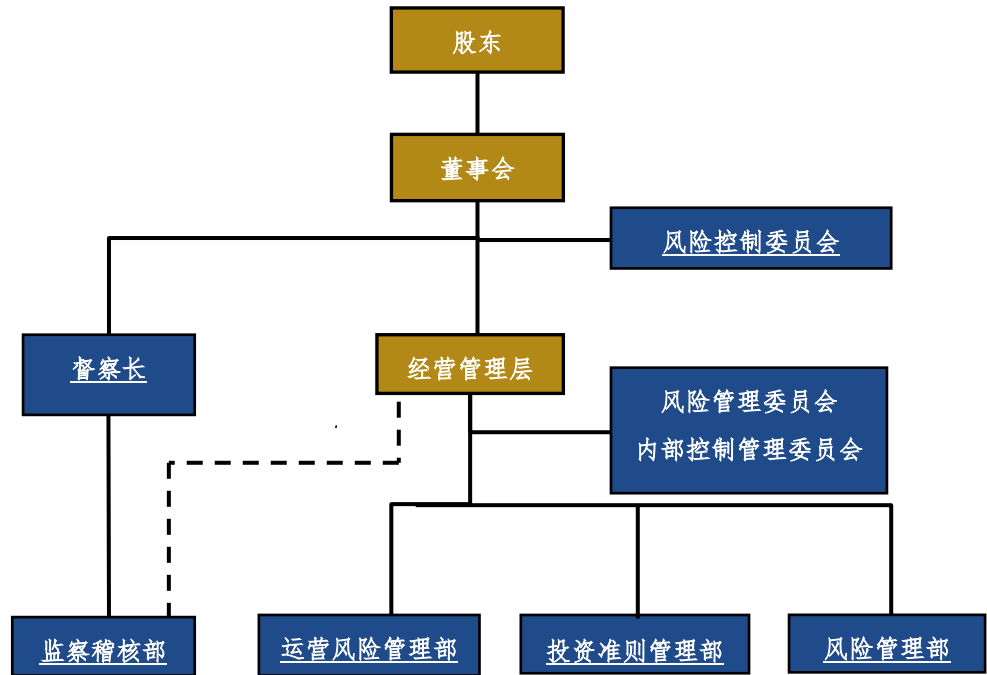 股东
董事会
风险控制委员会
督察长
经营管理层
风险管理委员会
内部控制管理委员会
监察稽核部
运营风险管理部
投资准则管理部
风险管理部